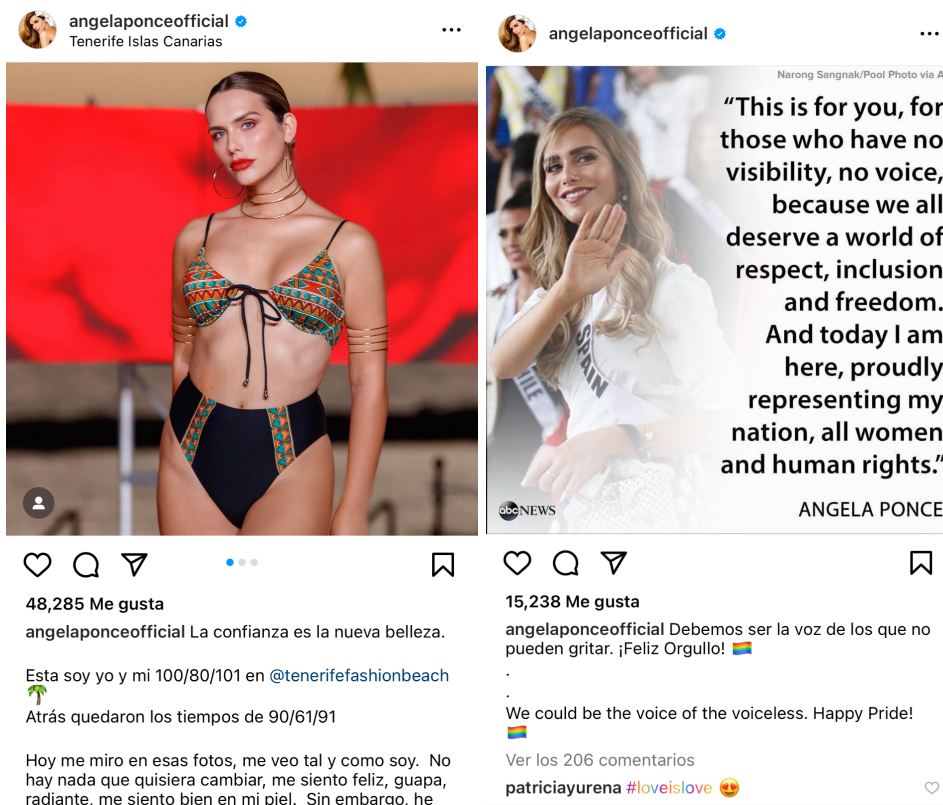 angelaponceofficial
Tenerife Islas Canarias
48,285 Me gusta
angelaponceofficial La confianza es la nueva belleza.
Esta soy yo y mi 100/80/101 en @tenerifefashionbeach
🌴
Atrás quedaron los tiempos de 90/61/91
Hoy me miro en esas fotos, me veo tal y como soy. No
hay nada que quisiera cambiar, me siento feliz, guapa,
radiante, me siento bien en mi piel. Sin embargo, he
angelaponceofficial
Narong Sangnak/Pool Photo via A
“This is for you, for
those who have no
visibility, no voice,
because we all
deserve a world of
respect, inclusion
and freedom.
And today I am
here, proudly
representing my
nation, all women
and human rights.”
ANGELA PONCE
SPAIN
abc NEWS
15,238 Me gusta
angelaponceofficial Debemos ser la voz de los que no
pueden gritar. ¡Feliz Orgullo! 🏳️‍🌈
.
.
We could be the voice of the voiceless. Happy Pride!
🏳️‍🌈
Ver los 206 comentarios
patriciayurena #loveislove 😍